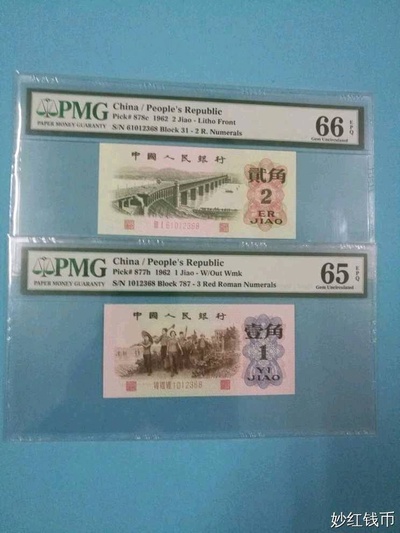 PMG
PAPER MONEY GUARANTY
China / People's Republic
Pick# 878c 1962 2 Jiao - Litho Front
S/N 61012368 Block 31 - 2 R. Numerals
66 EPQ
Gem Uncirculated
中國人民銀行
貳角
2
ER
JIAO
61012368
PMG
PAPER MONEY GUARANTY
China / People's Republic
Pick# 877h 1962 1 Jiao - W/Out Wmk
S/N 1012368 Block 787 - 3 Red Roman Numerals
65 EPQ
Gem Uncirculated
中國人民銀行
壹角
1
YI
JIAO
1012368
妙红钱币